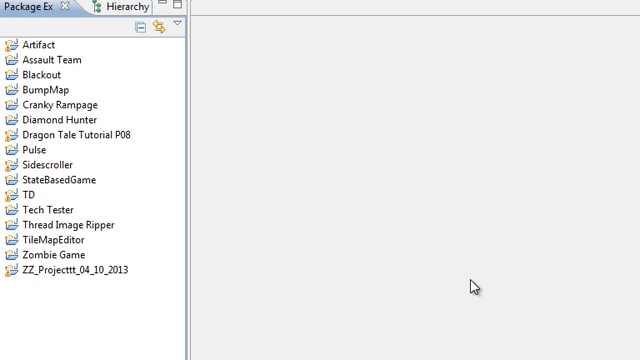 Package Ex
Hierarchy
Artifact
Assault Team
Blackout
BumpMap
Cranky Rampage
Diamond Hunter
Dragon Tale Tutorial P08
Pulse
Sidescroller
StateBasedGame
TD
Tech Tester
Thread Image Ripper
TileMapEditor
Zombie Game
ZZ_Projecttt_04_10_2013